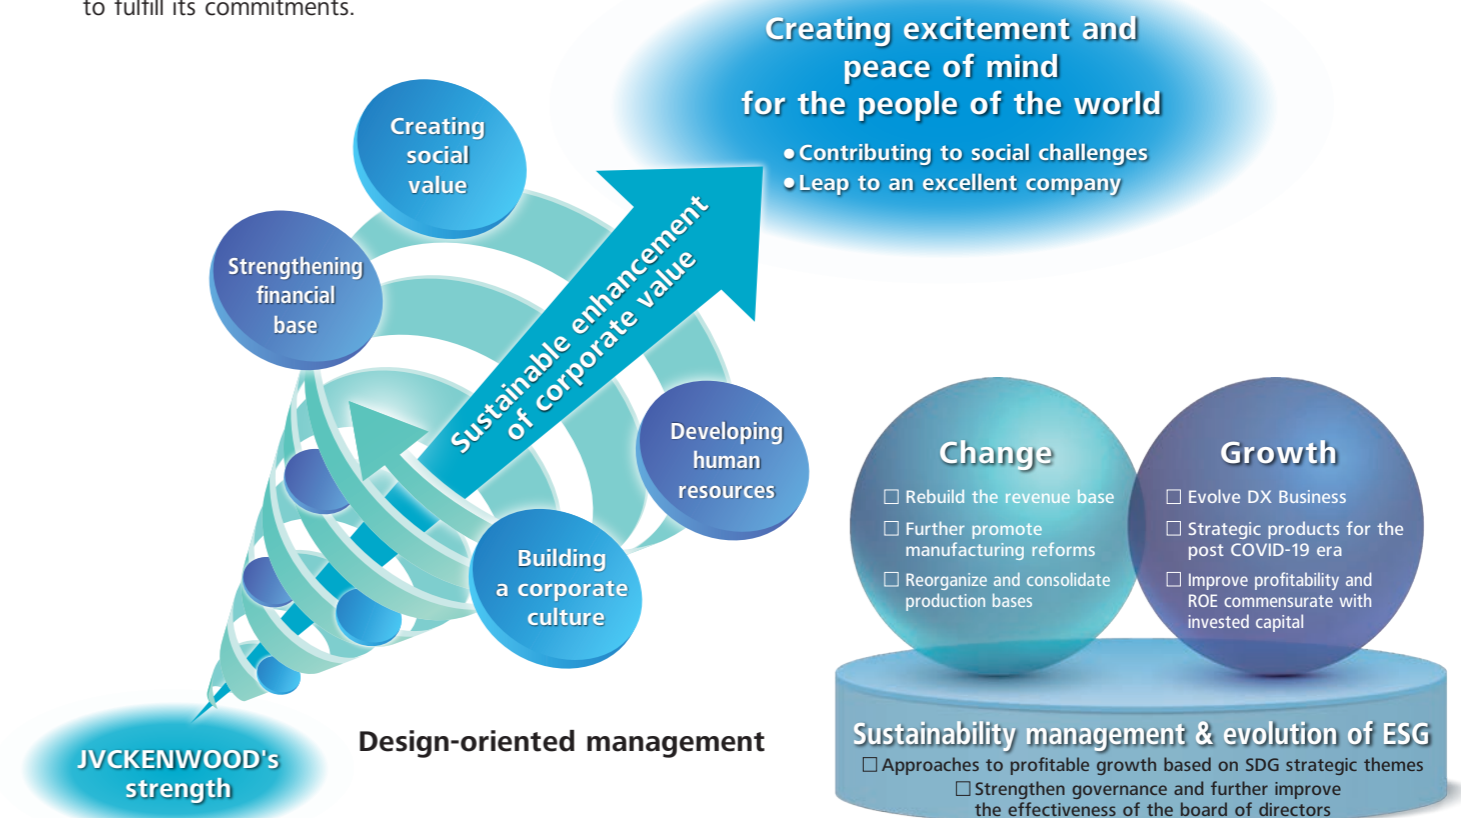 to fulfill its commitments.
Creating excitement and
peace of mind
for the people of the world
●Contributing to social challenges
●Leap to an excellent company
Creating
social
value
Strengthening
financial
base
Sustainable enhancement
of corporate value
Developing
human
resources
Building
a corporate
culture
JVCKENWOOD's
strength
Design-oriented management
Change
□ Rebuild the revenue base
□ Further promote
manufacturing reforms
□ Reorganize and consolidate
production bases
Growth
□ Evolve DX Business
□ Strategic products for the
post COVID-19 era
□ Improve profitability and
ROE commensurate with
invested capital
Sustainability management & evolution of ESG
□ Approaches to profitable growth based on SDG strategic themes
□ Strengthen governance and further improve
the effectiveness of the board of directors